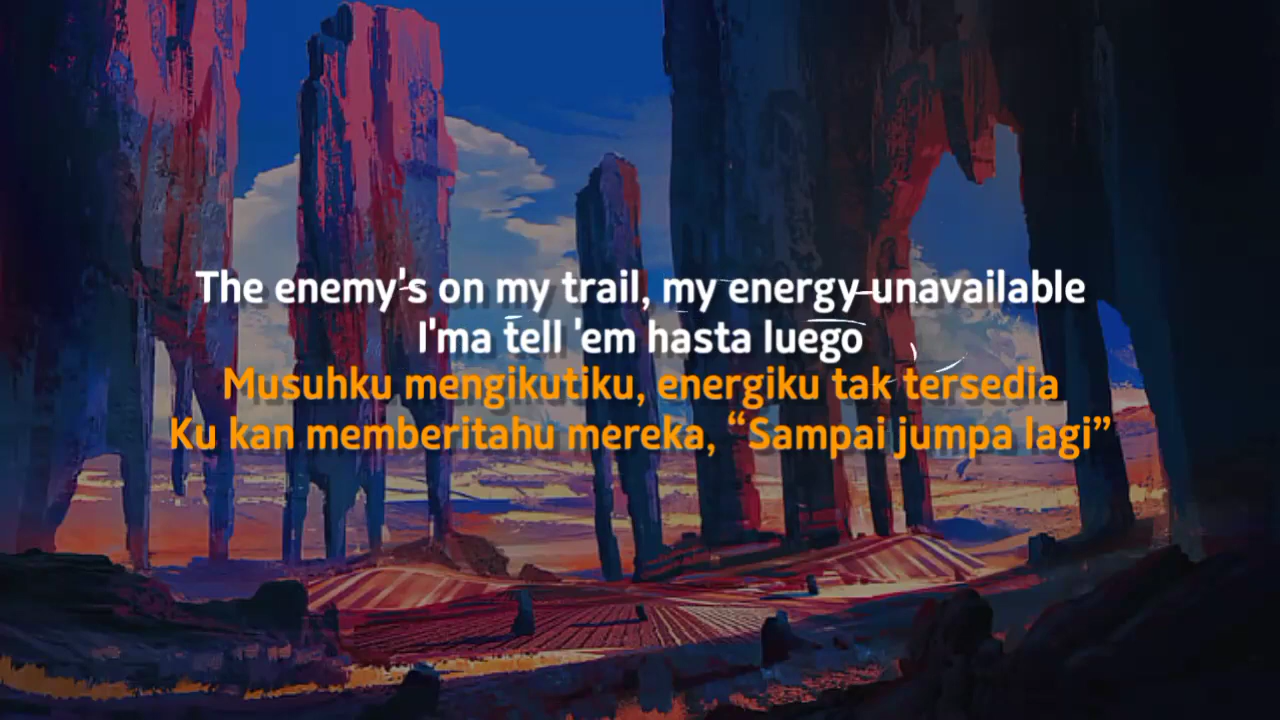 The enemy's on my trail, my energy unavailable
I'ma tell 'em hasta luego
Musuhku mengikutiku, energiku tak tersedia
Ku kan memberitahu mereka, “Sampai jumpa lagi”